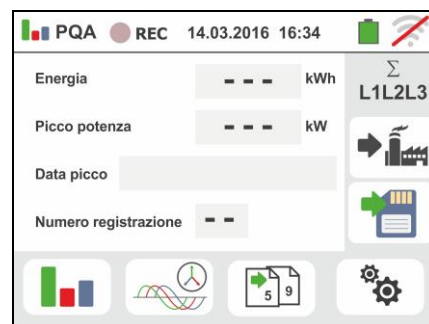 PQA REC 14.03.2016 16:34
Energia --- kWh
Σ
L1L2L3
Picco potenza --- kW
Data picco
Numero registrazione --
5 9